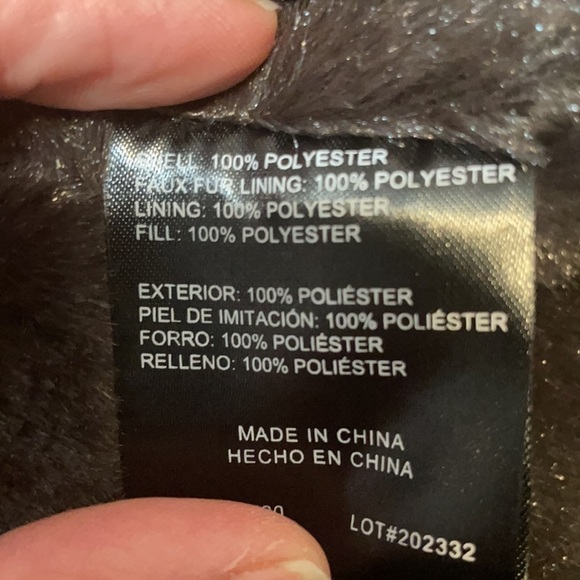 SHELL: 100% POLYESTER
FAUX FUR LINING: 100% POLYESTER
LINING: 100% POLYESTER
FILL: 100% POLYESTER
EXTERIOR: 100% POLIÉSTER
PIEL DE IMITACIÓN: 100% POLIÉSTER
FORRO: 100% POLIÉSTER
RELLENO: 100% POLIÉSTER
MADE IN CHINA
HECHO EN CHINA
LOT#202332